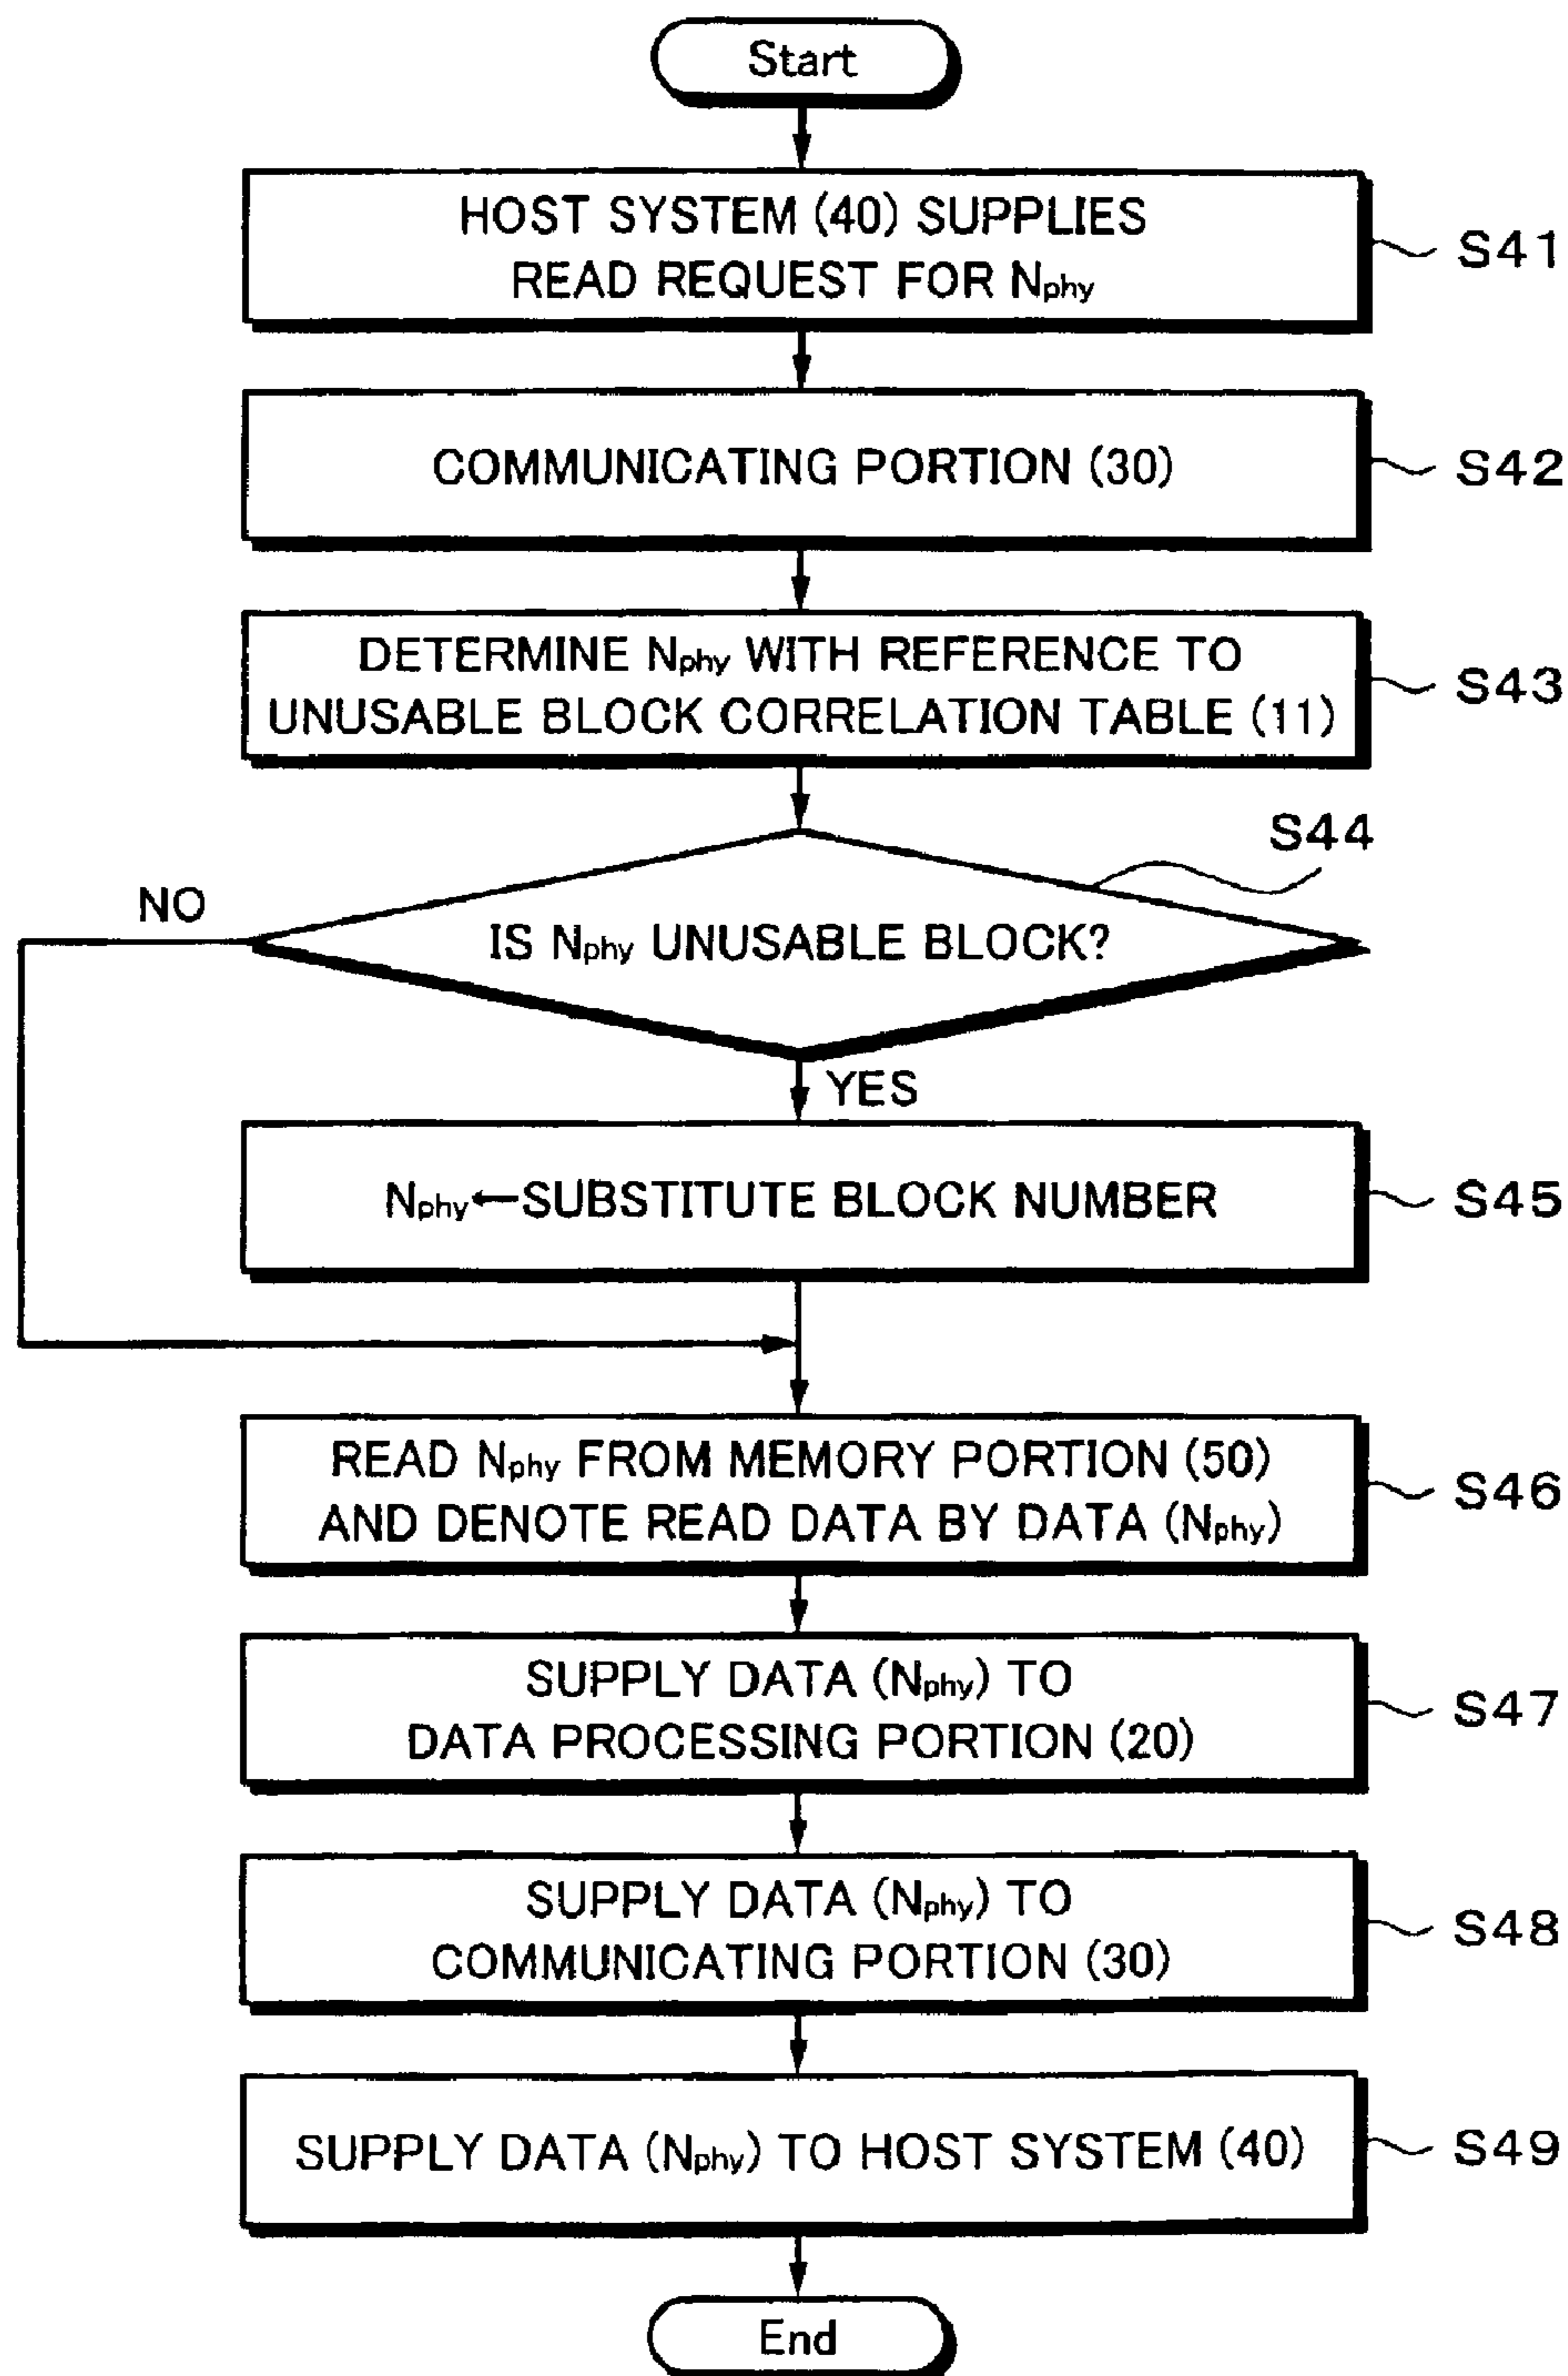 Start
HOST SYSTEM (40) SUPPLIES
READ REQUEST FOR Nphy
S41
COMMUNICATING PORTION (30)
S42
DETERMINE Nphy WITH REFERENCE TO
UNUSABLE BLOCK CORRELATION TABLE (11)
S43
S44
NO
IS Nphy UNUSABLE BLOCK?
YES
Nphy←SUBSTITUTE BLOCK NUMBER
S45
READ Nphy FROM MEMORY PORTION (50)
AND DENOTE READ DATA BY DATA (Nphy)
S46
SUPPLY DATA (Nphy) TO
DATA PROCESSING PORTION (20)
S47
SUPPLY DATA (Nphy) TO
COMMUNICATING PORTION (30)
S48
SUPPLY DATA (Nphy) TO HOST SYSTEM (40)
S49
End